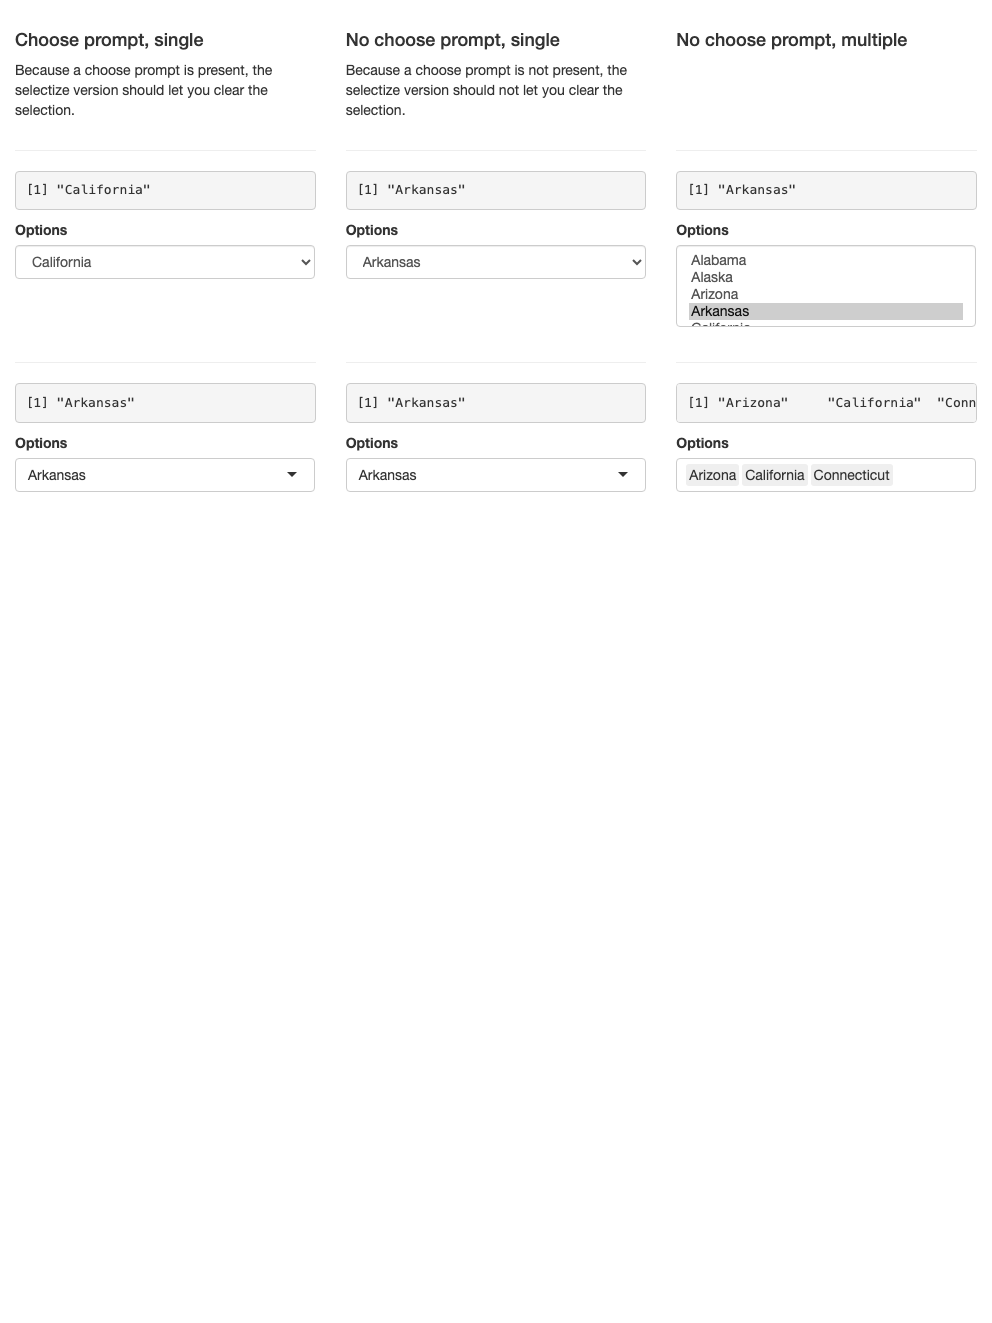 Choose prompt, single
Because a choose prompt is present, the
selectize version should let you clear the
selection.
[1] "California"
Options
California
[1] "Arkansas"
Options
Arkansas
No choose prompt, single
Because a choose prompt is not present, the
selectize version should not let you clear the
selection.
[1] "Arkansas"
Options
Arkansas
[1] "Arkansas"
Options
Arkansas
No choose prompt, multiple
[1] "Arkansas"
Options
Alabama
Alaska
Arizona
Arkansas
California
[1] "Arizona"     "California"  "Conn
Options
Arizona California Connecticut